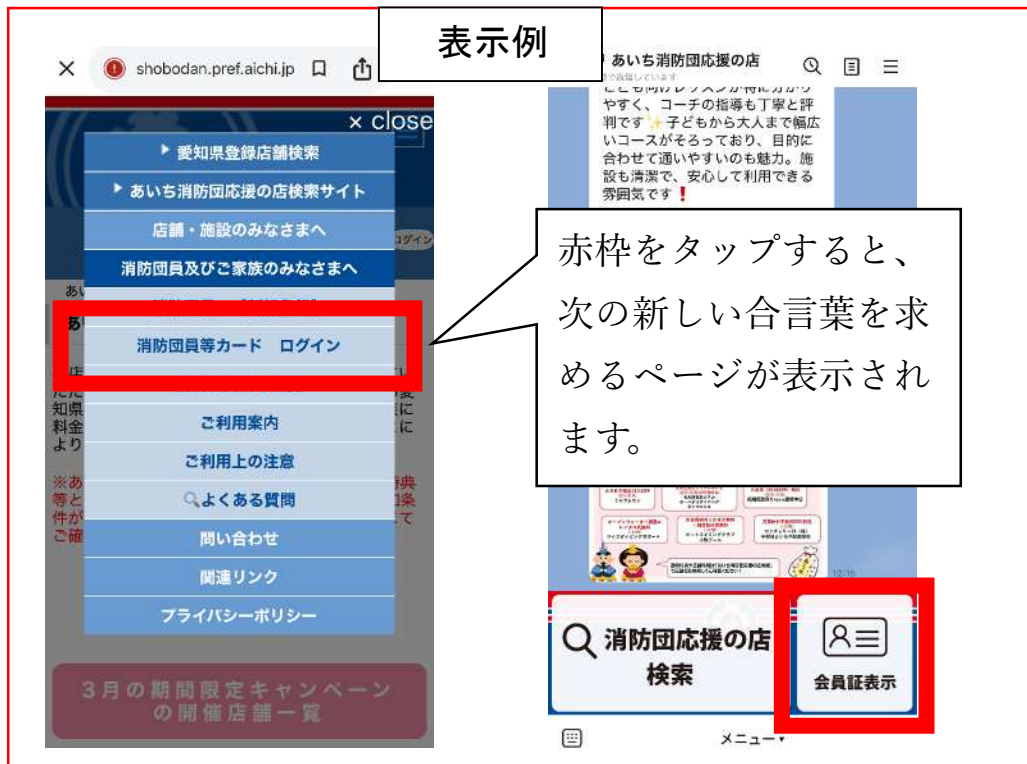 表示例
shobodan.pref.aichi.jp
× close
愛知県登録店舗検索
あいち消防団応援の店検索サイト
店舗・施設のみなさまへ
消防団員及びご家族のみなさまへ
消防団員等カード ログイン
ご利用案内
ご利用上の注意
よくある質問
問い合わせ
関連リンク
プライバシーポリシー
3月の期間限定キャンペーン
の開催店舗一覧
あいち消防団応援の店
やすく、コーチの指導も丁寧と評
判です✨子どもから大人まで幅広
いコースがそろっており、目的に
合わせて通いやすいのも魅力。施
設も清潔で、安心して利用できる
雰囲気です❗
赤枠をタップすると、
次の新しい合言葉を求
めるページが表示され
ます。
12:15
消防団応援の店
検索
会員証表示
メニュー▾